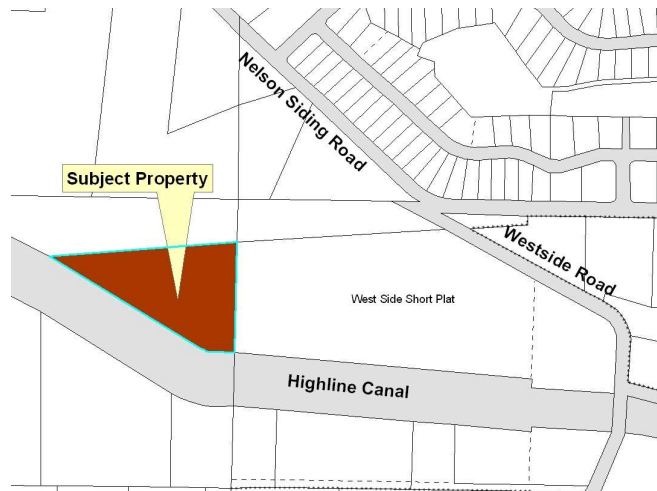 Nelson Siding Road
Subject Property
Westside Road
West Side Short Plat
Highline Canal